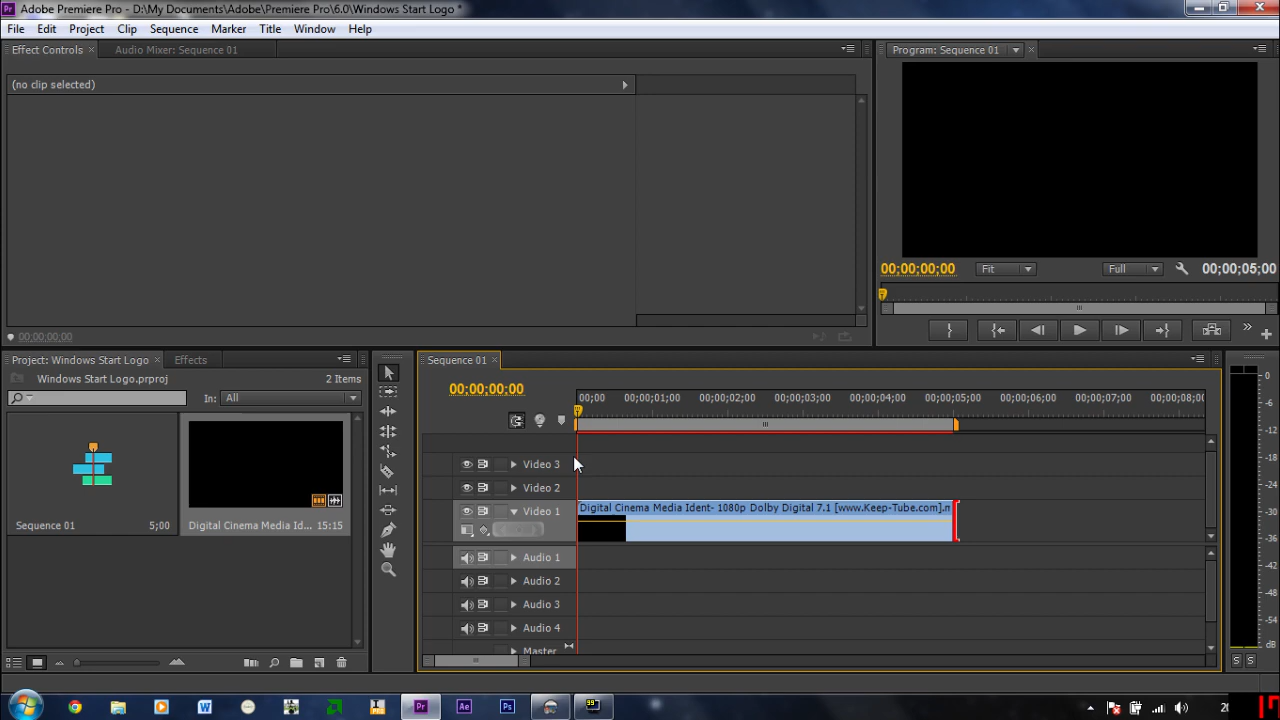 Pr Adobe Premiere Pro - D:\My Documents\Adobe\Premiere Pro\6.0\Windows Start Logo *
File Edit Project Clip Sequence Marker Title Window Help
Effect Controls Audio Mixer: Sequence 01
Program: Sequence 01
(no clip selected)
00;00;00;00 Fit Full 00;00;05;00
00;00;00;00
Project: Windows Start Logo Effects
Windows Start Logo.prproj 2 Items
In: All
Sequence 01 5;00
Digital Cinema Media Id... 15:15
Sequence 01
00;00;00;00
00;00 00;00;01;00 00;00;02;00 00;00;03;00 00;00;04;00 00;00;05;00 00;00;06;00 00;00;07;00 00;00;08;00
Video 3
Video 2
Video 1 Digital Cinema Media Ident- 1080p Dolby Digital 7.1 [www.Keep-Tube.com].m
Audio 1
Audio 2
Audio 3
Audio 4
Master
0
-6
-12
-18
-24
-30
-36
-42
-48
-54
dB
S S
W Pr Ae Ps 99